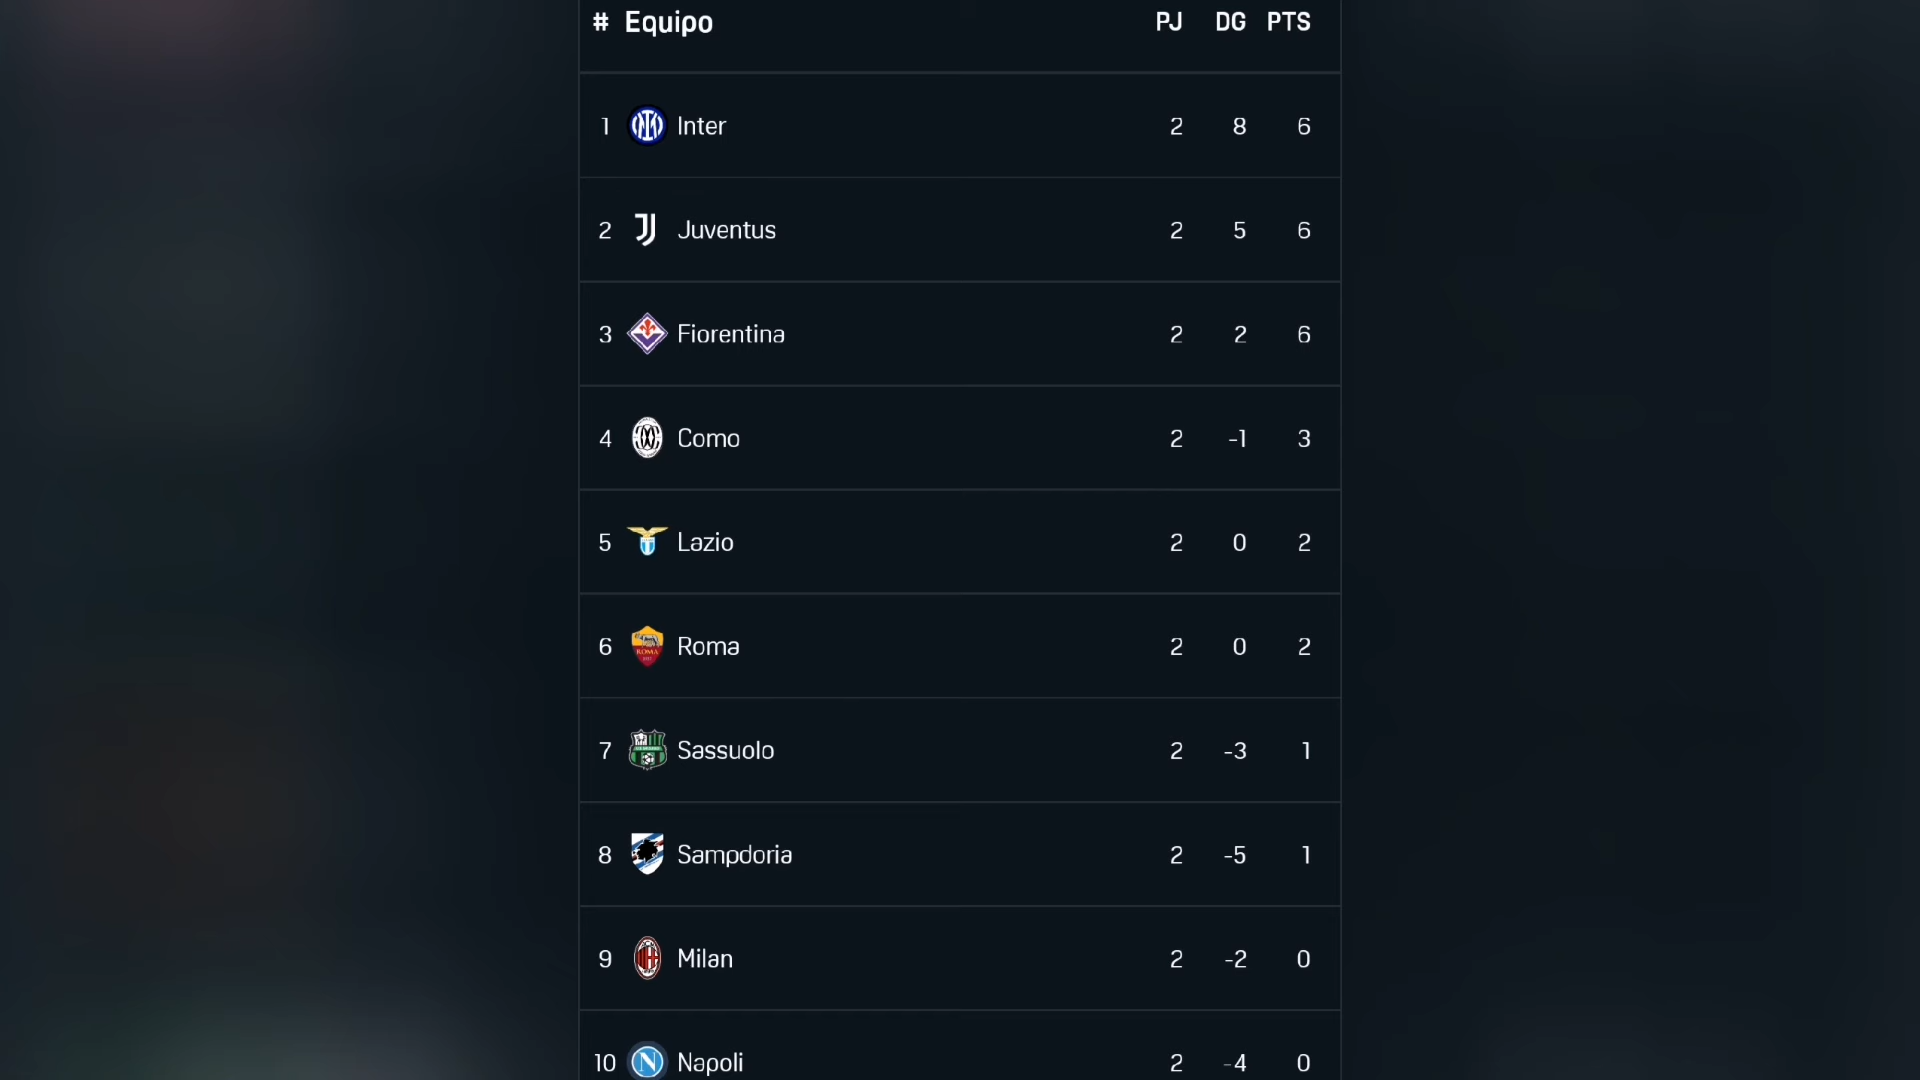 # Equipo PJ DG PTS
1 Inter 2 8 6
2 Juventus 2 5 6
3 Fiorentina 2 2 6
4 Como 2 -1 3
5 Lazio 2 0 2
6 ROMA Roma 2 0 2
7 Sassuolo 2 -3 1
8 Sampdoria 2 -5 1
9 Milan 2 -2 0
10 N Napoli 2 -4 0